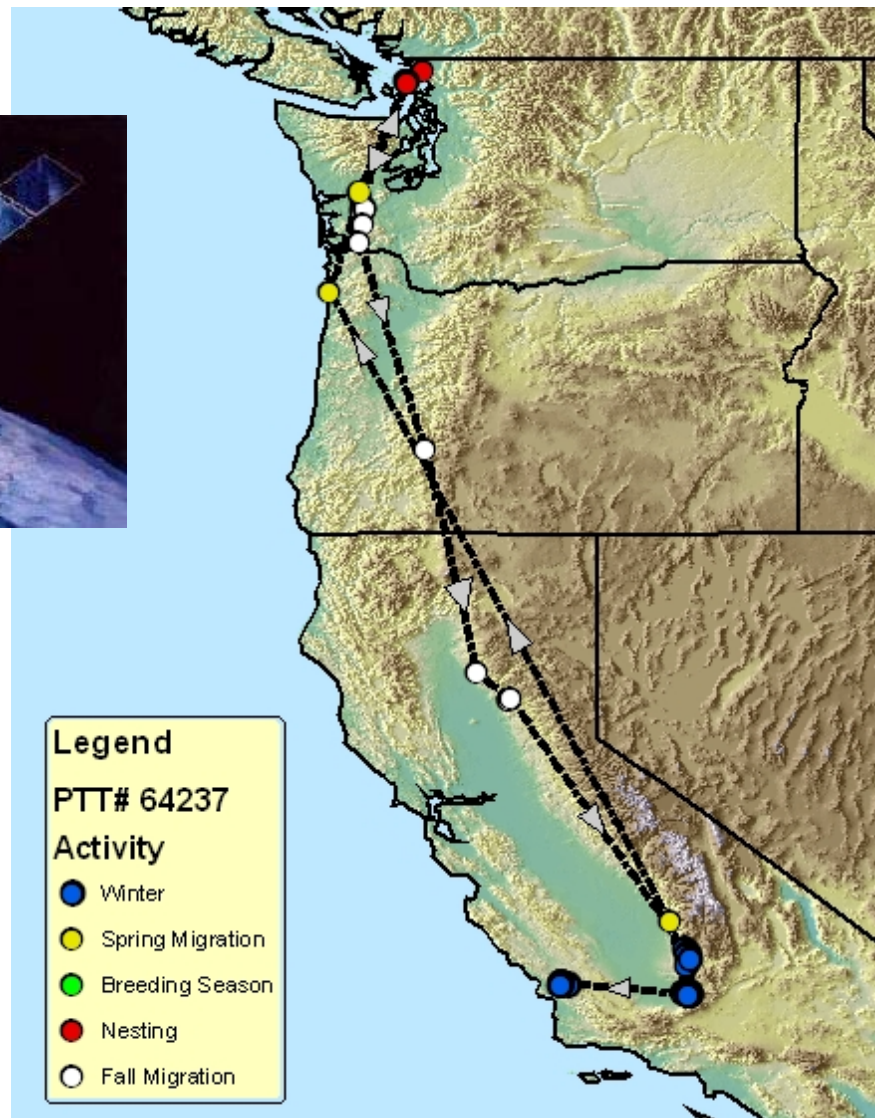 Legend
PTT# 64237
Activity
Winter
Spring Migration
Breeding Season
Nesting
Fall Migration